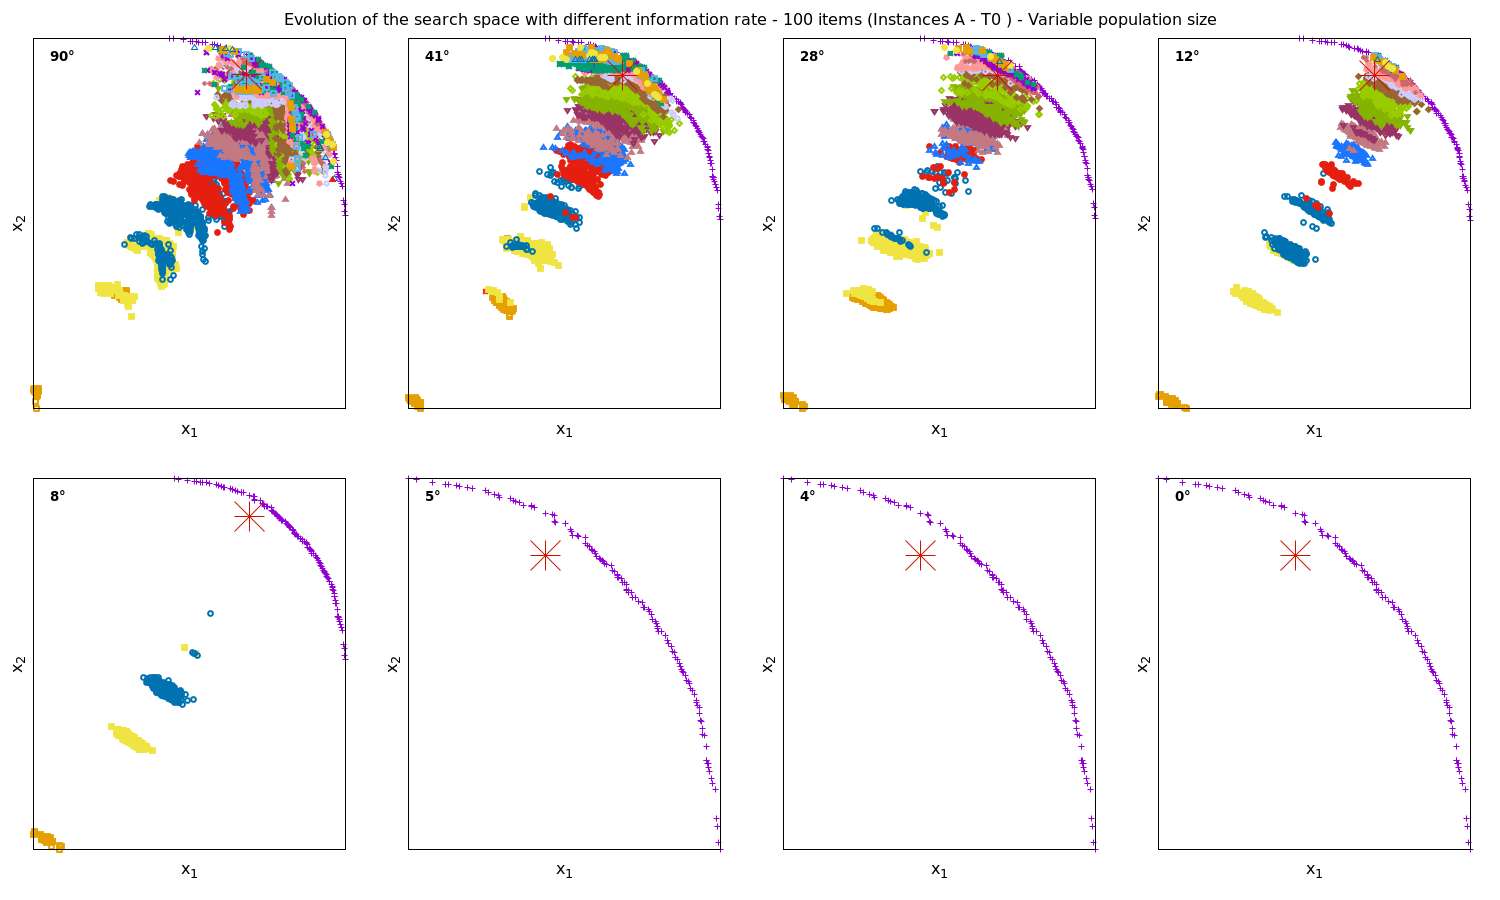 Evolution of the search space with different information rate - 100 items (Instances A - T0 ) - Variable population size
90°
41°
28°
12°
x2
x2
x2
x2
x1
x1
x1
x1
8°
5°
4°
0°
x2
x2
x2
x2
x1
x1
x1
x1